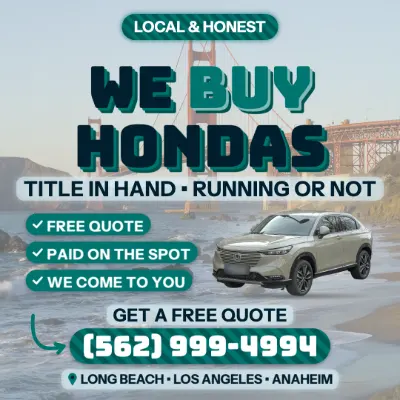 LOCAL & HONEST
WE BUY
HONDAS
TITLE IN HAND ▪ RUNNING OR NOT
FREE QUOTE
PAID ON THE SPOT
WE COME TO YOU
GET A FREE QUOTE
(562) 999-4994
LONG BEACH ▪ LOS ANGELES ▪ ANAHEIM